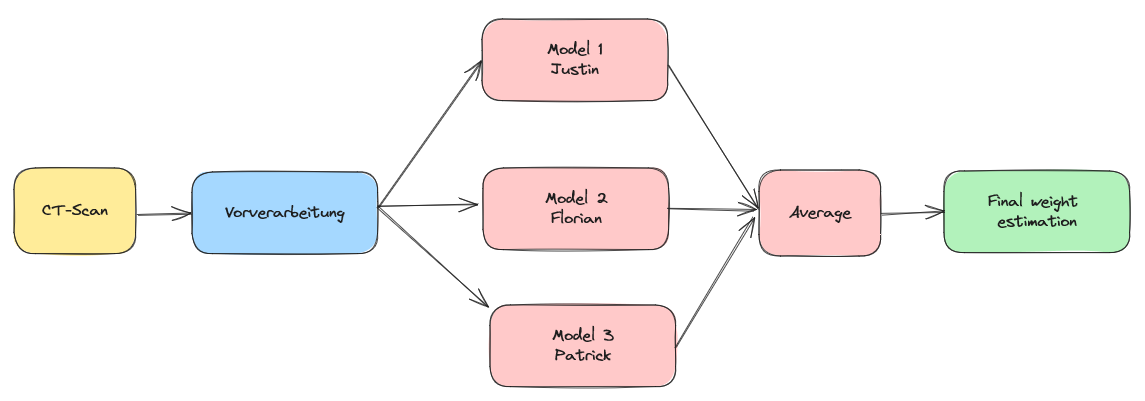 CT-Scan
Vorverarbeitung
Model 1
Justin
Model 2
Florian
Model 3
Patrick
Average
Final weight
estimation